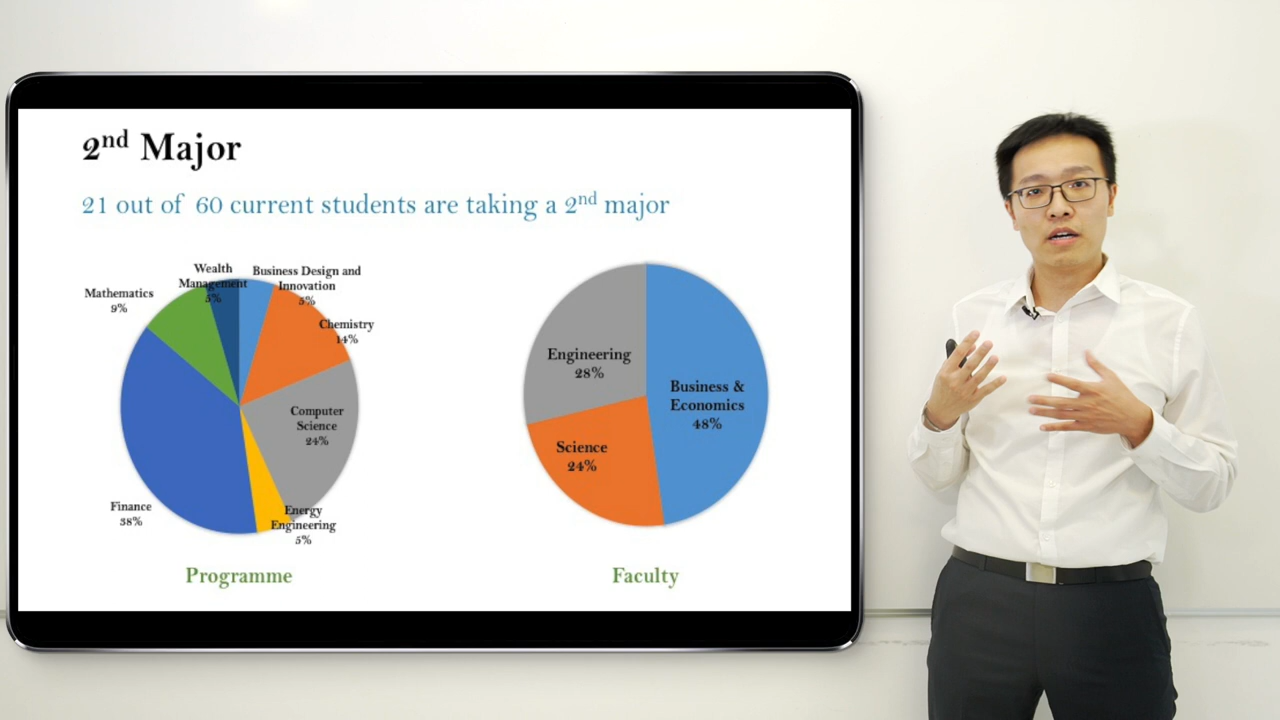 2nd Major
21 out of 60 current students are taking a 2nd major
Wealth
Management
5%
Business Design and
Innovation
5%
Mathematics
9%
Chemistry
14%
Computer
Science
24%
Finance
38%
Energy
Engineering
5%
Programme
Engineering
28%
Business &
Economics
48%
Science
24%
Faculty